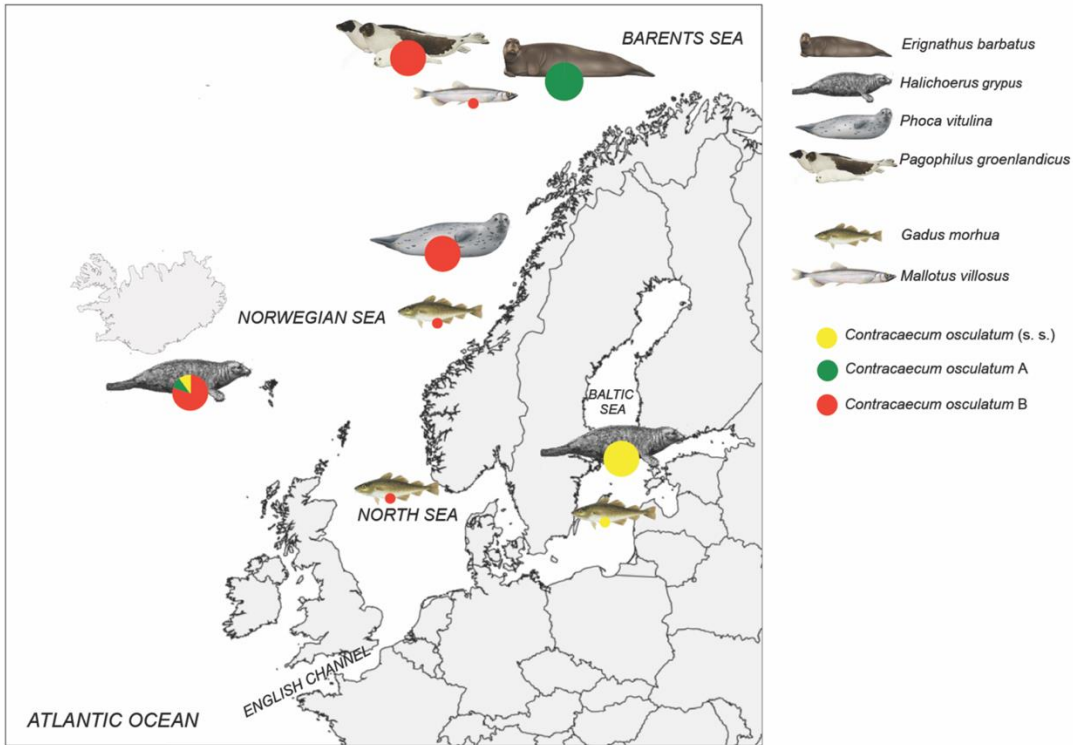 BARENTS SEA
NORWEGIAN SEA
BALTIC
SEA
NORTH SEA
ENGLISH CHANNEL
ATLANTIC OCEAN
Erignathus barbatus
Halichoerus grypus
Phoca vitulina
Pagophilus groenlandicus
Gadus morhua
Mallotus villosus
Contracaecum osculatum (s. s.)
Contracaecum osculatum A
Contracaecum osculatum B